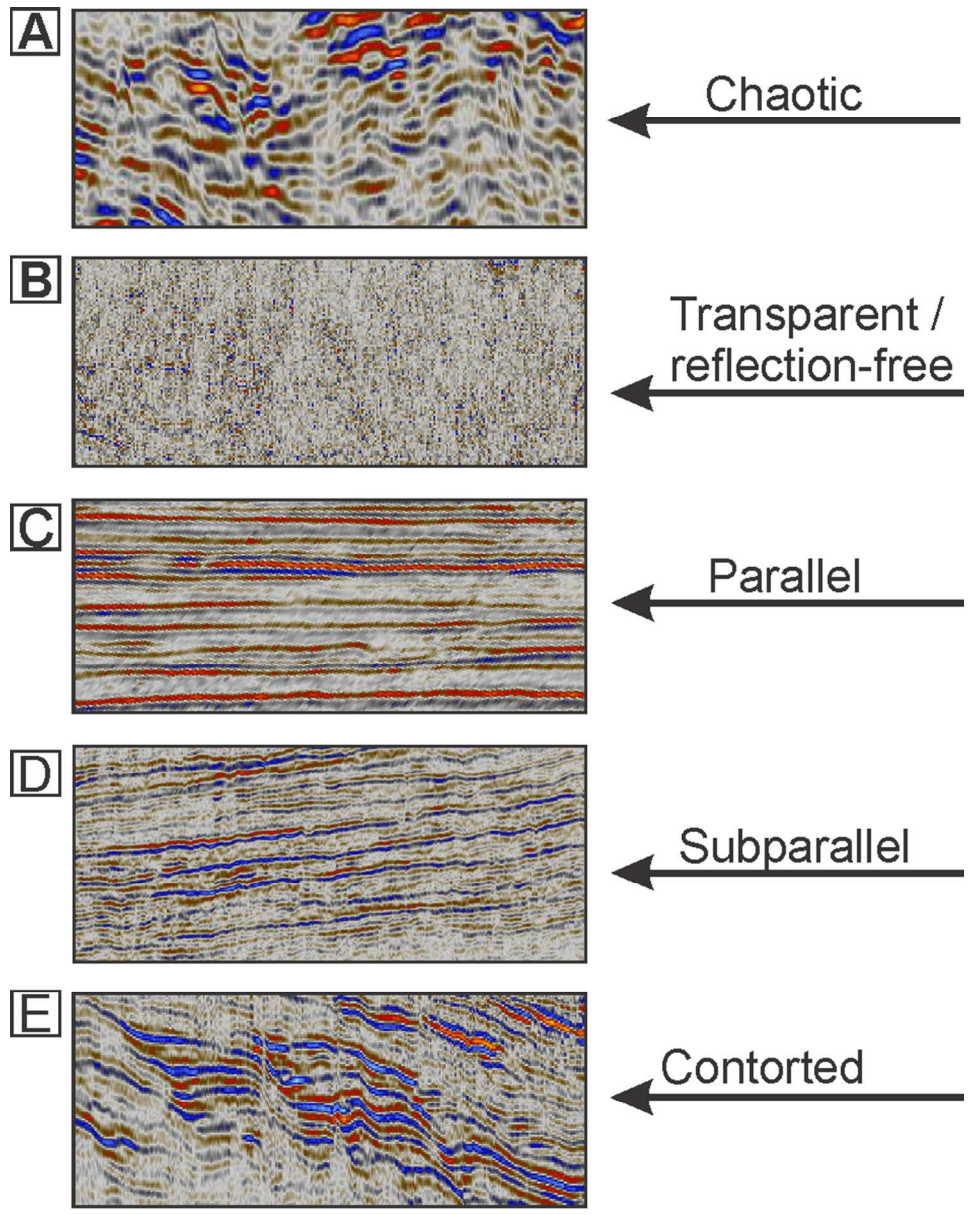 A
Chaotic
B
Transparent /
reflection-free
C
Parallel
D
Subparallel
E
Contorted